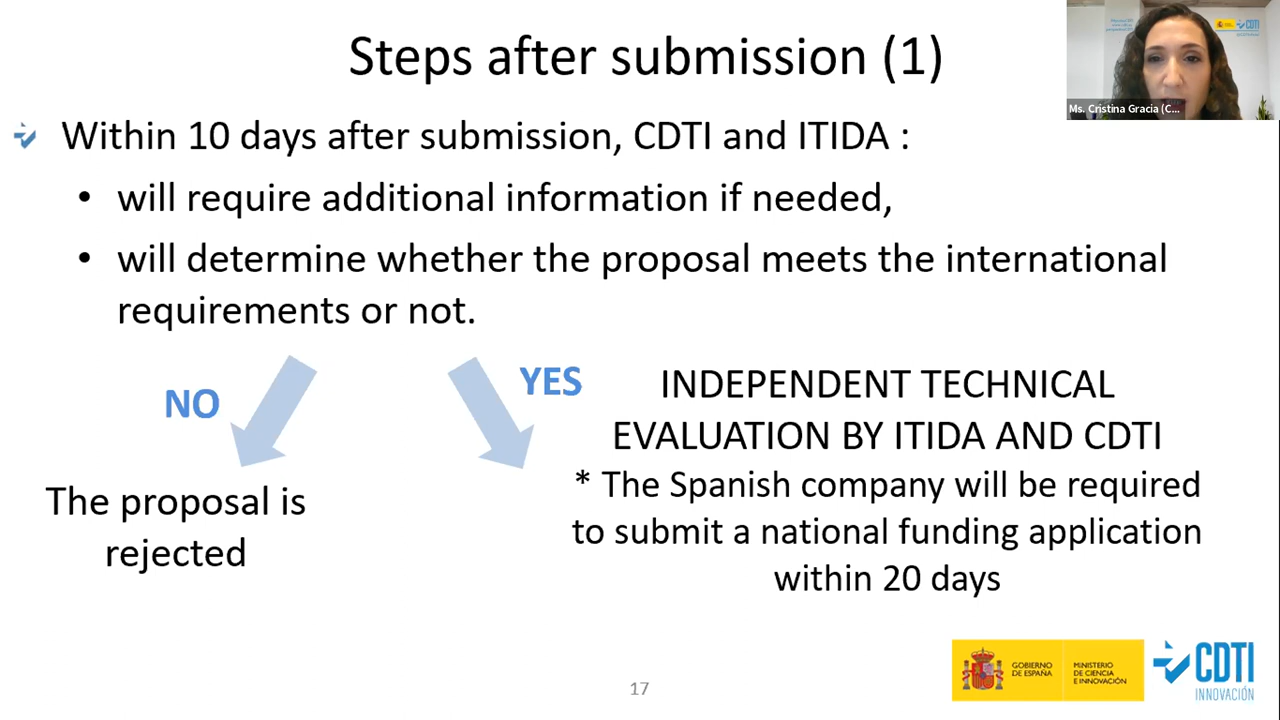 Steps after submission (1)
Ms. Cristina Gracia (C...
Within 10 days after submission, CDTI and ITIDA :
• will require additional information if needed,
• will determine whether the proposal meets the international
requirements or not.
NO
YES
The proposal is
rejected
INDEPENDENT TECHNICAL
EVALUATION BY ITIDA AND CDTI
* The Spanish company will be required
to submit a national funding application
within 20 days
17
GOBIERNO
DE ESPAÑA
MINISTERIO
DE CIENCIA
E INNOVACIÓN
CDTI
INNOVACIÓN